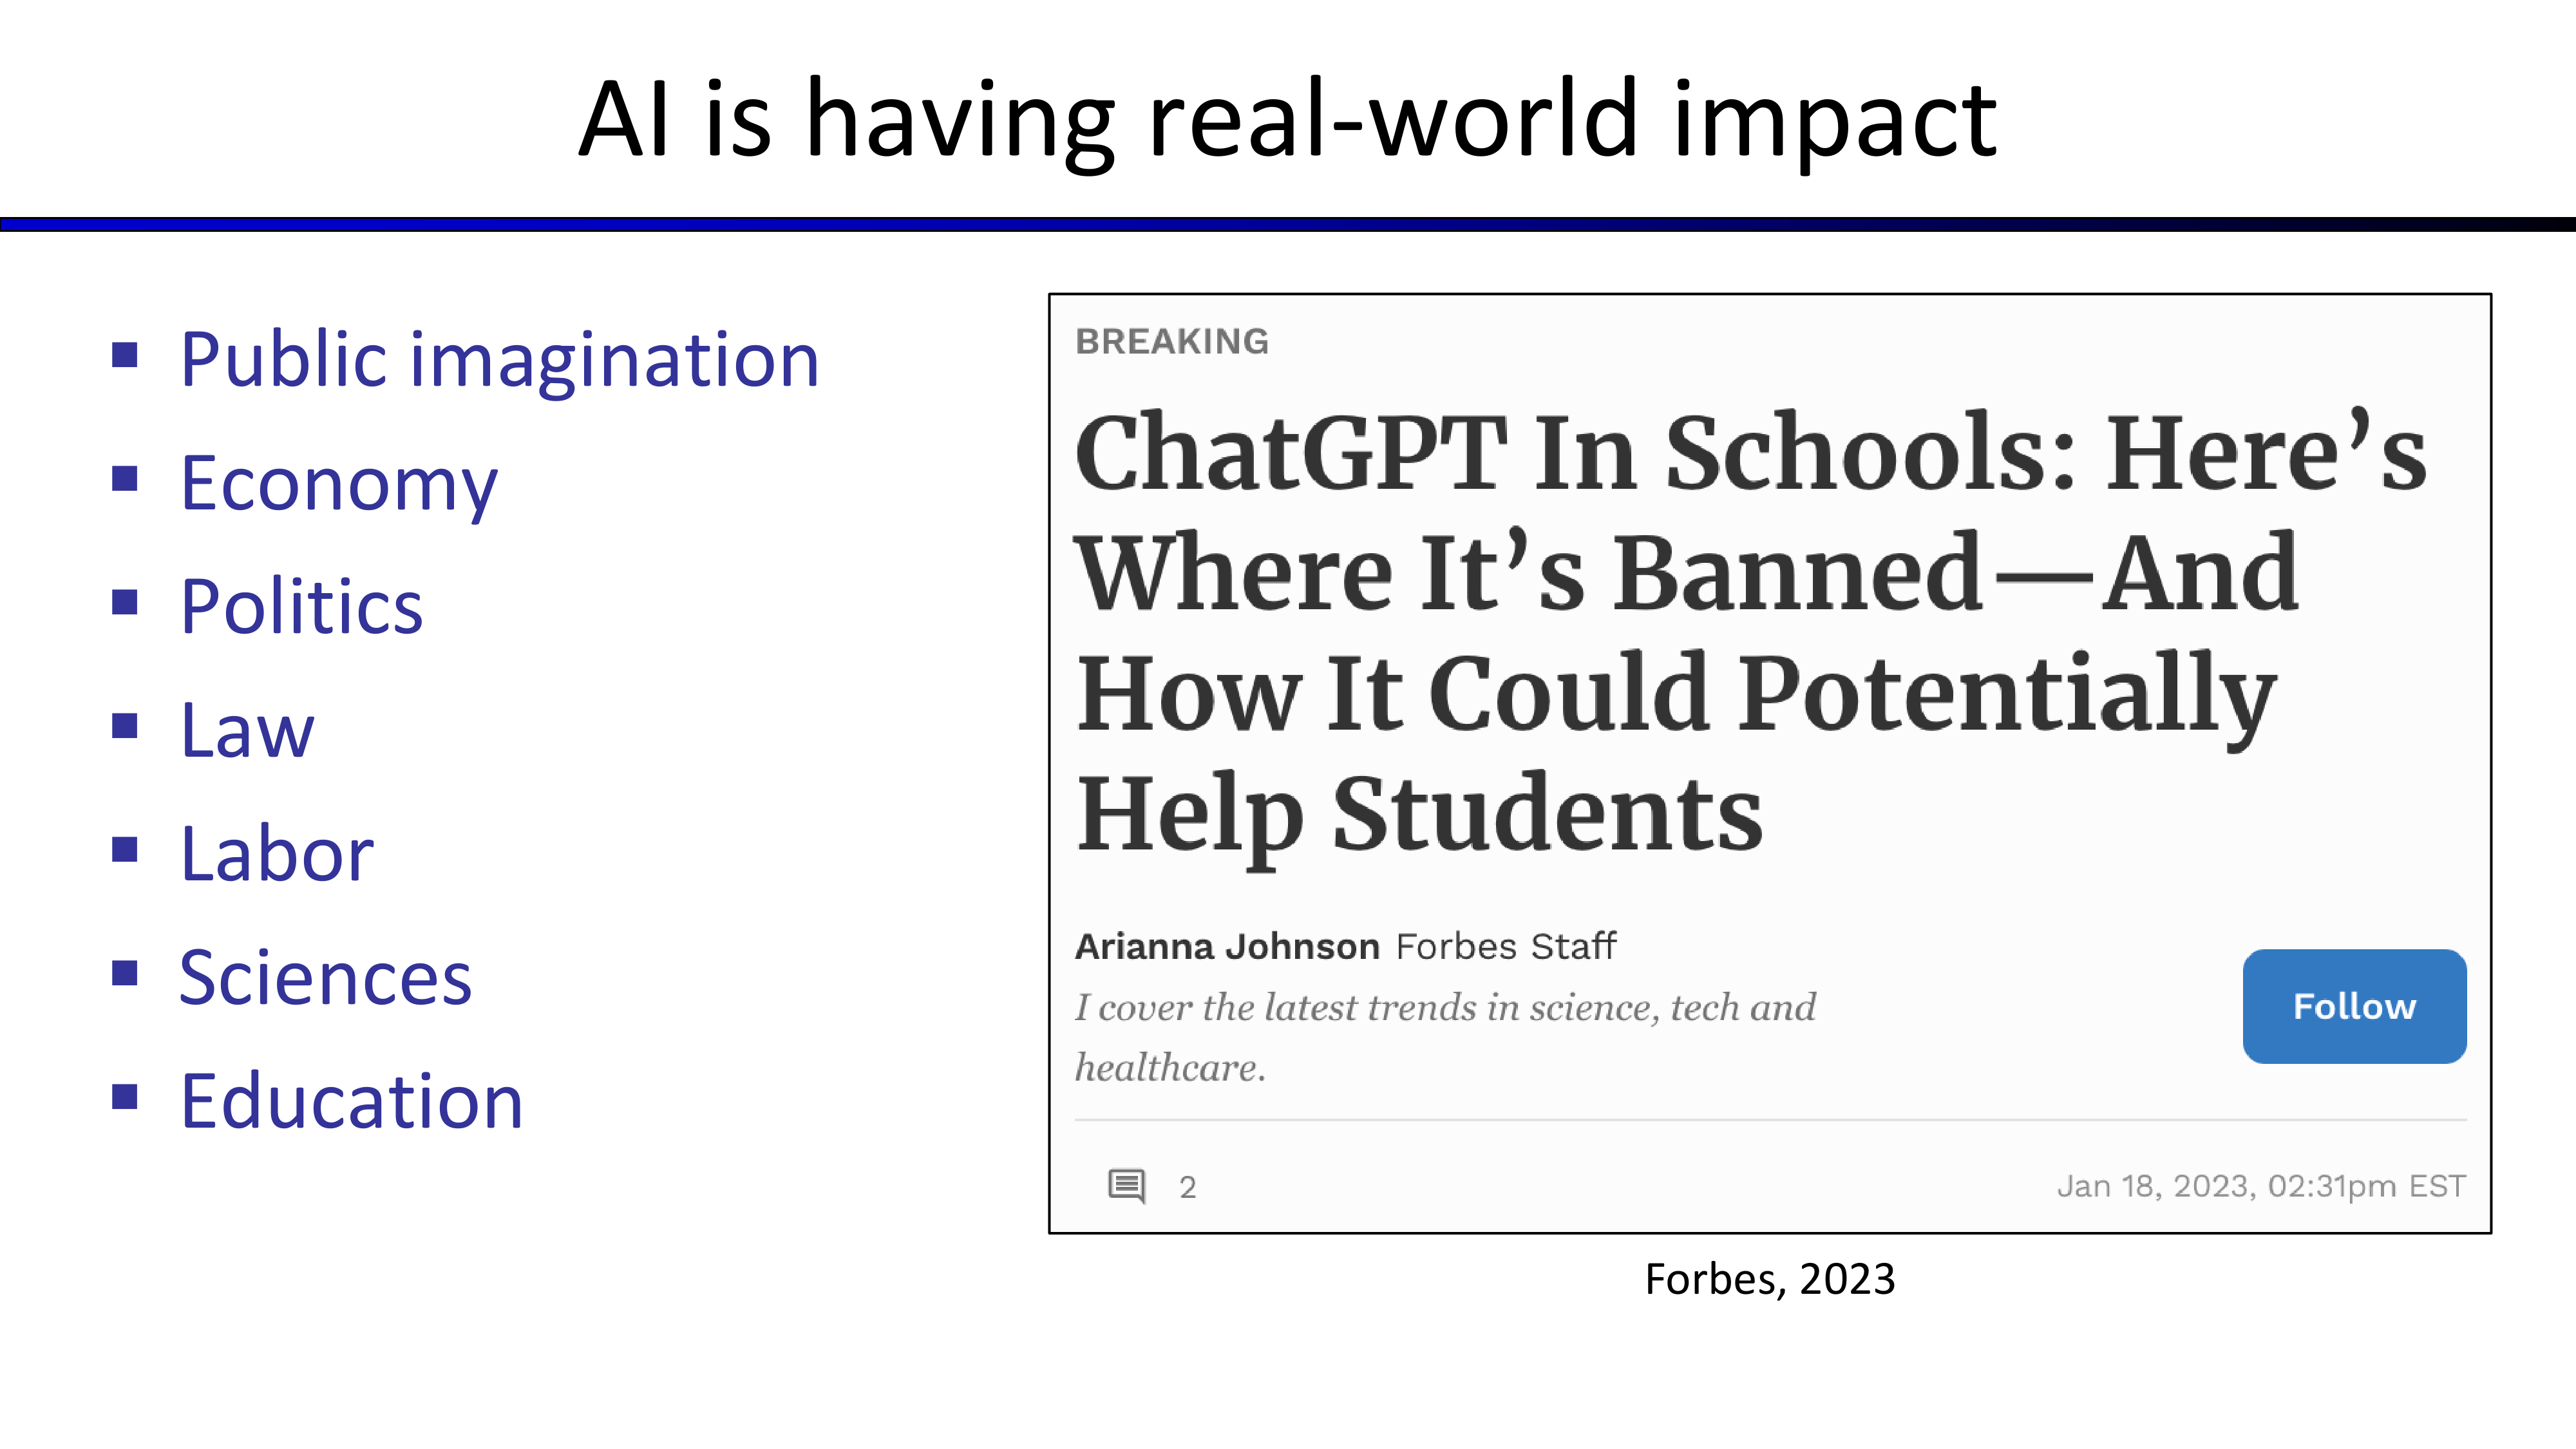 AI is having real-world impact
Public imagination
Economy
Politics
Law
Labor
Sciences
Education
BREAKING
ChatGPT In Schools: Here’s
Where It’s Banned—And
How It Could Potentially
Help Students
Arianna Johnson Forbes Staff
I cover the latest trends in science, tech and
healthcare.
Follow
2
Jan 18, 2023, 02:31pm EST
Forbes, 2023